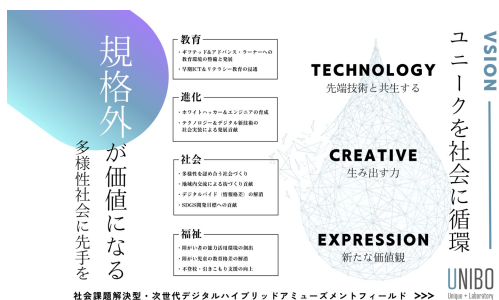 規格外が価値になる
多様性社会に先手を
教育
・ギフテッド&アドバンス・ラーナーへの
教育環境の整備と発展
・早期ICT&リテラシー教育の浸透
進化
・ホワイトハッカー&エンジニアの育成
・テクノロジー&デジタル新技術の
社会実装による発展貢献
社会
・多様性を認め合う社会づくり
・地域内交流による街づくり貢献
・デジタルバイド（情報格差）の解消
・SDGS開発目標への貢献
福祉
・障がい者の能力活用環境の創出
・障がい児童の教育格差の解消
・不登校・引きこもり支援の向上
TECHNOLOGY
先端技術と共生する
CREATIVE
生み出す力
EXPRESSION
新たな価値観
VSION
ユニークを社会に循環
UNIBO
Unique + Laboratory
社会課題解決型・次世代デジタルハイブリッドアミューズメントフィールド >>>